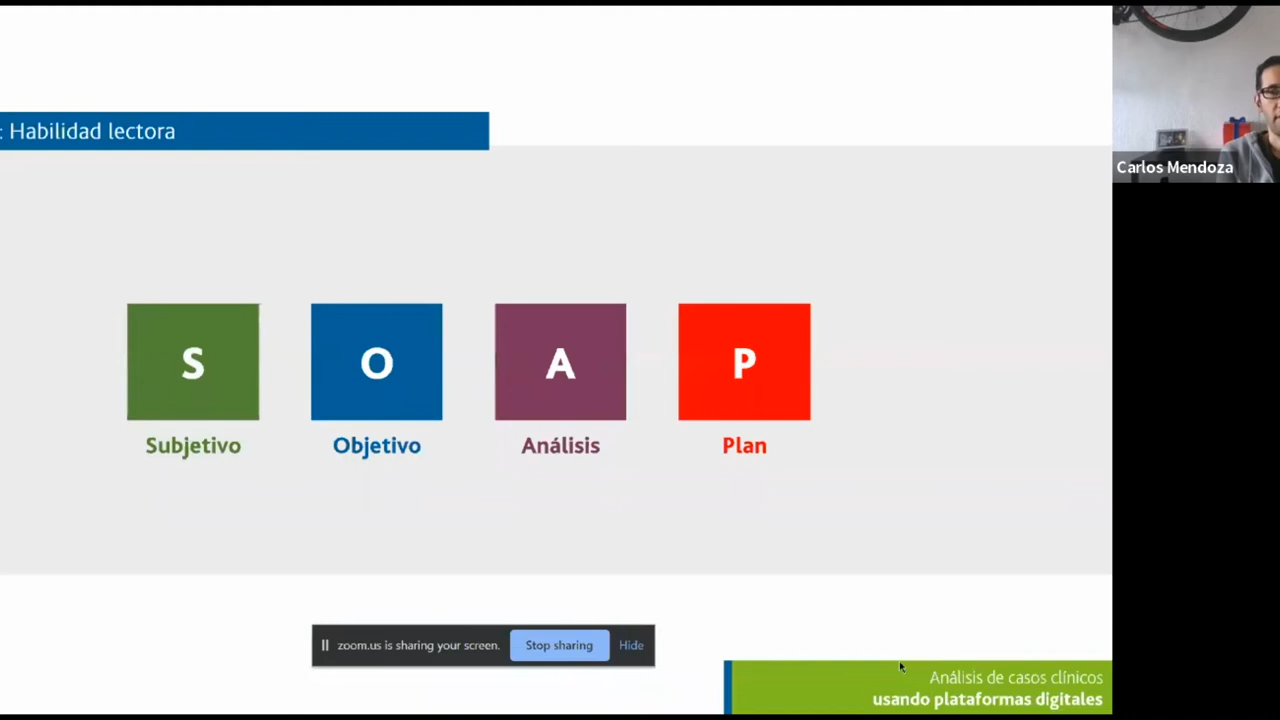 : Habilidad lectora
Carlos Mendoza
S
O
A
P
Subjetivo
Objetivo
Análisis
Plan
zoom.us is sharing your screen.
Stop sharing
Hide
Análisis de casos clínicos
usando plataformas digitales